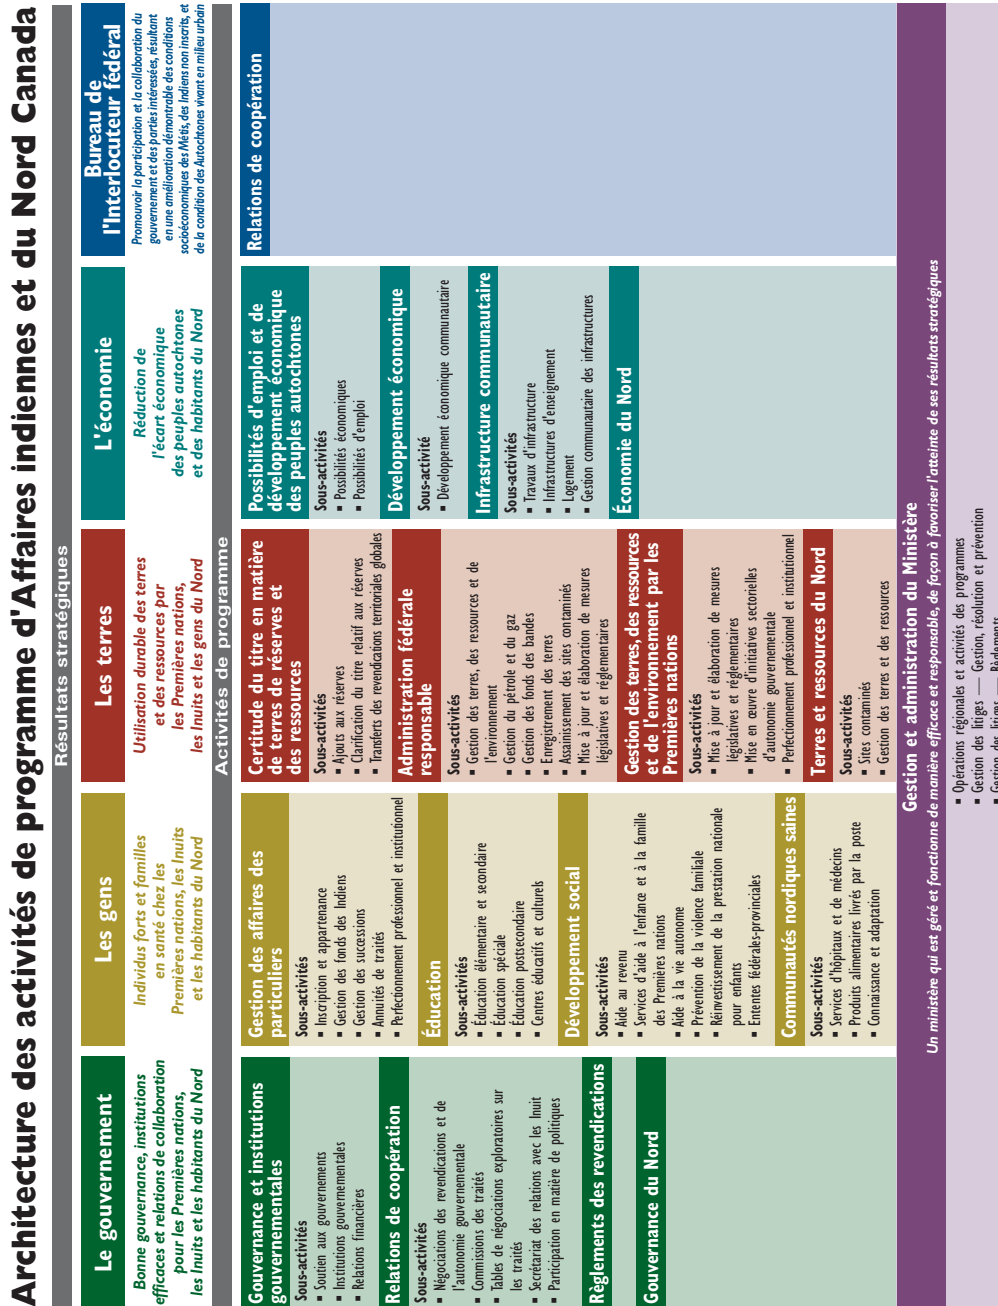 Architecture des activités de programme d'Affaires indiennes et du Nord Canada
Résultats stratégiques
Le gouvernement
Bonne gouvernance, institutions
efficaces et relations de collaboration
pour les Premières nations,
les Inuits et les habitants du Nord
Les gens
Individus forts et familles
en santé chez les
Premières nations, les Inuits
et les habitants du Nord
Les terres
Utilisation durable des terres
et des ressources par
les Premières nations,
les Inuits et les gens du Nord
L'économie
Réduction de
l'écart économique
des peuples autochtones
et des habitants du Nord
Bureau de
l'Interlocuteur fédéral
Promouvoir la participation et la collaboration du
gouvernement et des parties intéressées, résultant
en une amélioration démontrable des conditions
socioéconomiques des Métis, des Indiens non inscrits, et
de la condition des Autochtones vivant en milieu urbain
Activités de programme
Gouvernance et institutions
gouvernementales
Sous-activités
▪ Soutien aux gouvernements
▪ Institutions gouvernementales
▪ Relations financières
Relations de coopération
Sous-activités
▪ Négociations des revendications et de
l'autonomie gouvernementale
▪ Commissions des traités
▪ Tables de négociations exploratoires sur
les traités
▪ Secrétariat des relations avec les Inuit
▪ Participation en matière de politiques
Règlements des revendications
Gouvernance du Nord
Gestion des affaires des
particuliers
Sous-activités
▪ Inscription et appartenance
▪ Gestion des fonds des Indiens
▪ Gestion des successions
▪ Annuités de traités
▪ Perfectionnement professionnel et institutionnel
Éducation
Sous-activités
▪ Éducation élémentaire et secondaire
▪ Éducation spéciale
▪ Éducation postsecondaire
▪ Centres éducatifs et culturels
Développement social
Sous-activités
▪ Aide au revenu
▪ Services d'aide à l'enfance et à la famille
des Premières nations
▪ Aide à la vie autonome
▪ Prévention de la violence familiale
▪ Réinvestissement de la prestation nationale
pour enfants
▪ Ententes fédérales-provinciales
Communautés nordiques saines
Sous-activités
▪ Services d'hôpitaux et de médecins
▪ Produits alimentaires livrés par la poste
▪ Connaissance et adaptation
Certitude du titre en matière
de terres de réserves et
des ressources
Sous-activités
▪ Ajouts aux réserves
▪ Clarification du titre relatif aux réserves
▪ Transferts des revendications territoriales globales
Administration fédérale
responsable
Sous-activités
▪ Gestion des terres, des ressources et de
l'environnement
▪ Gestion du pétrole et du gaz
▪ Gestion des fonds des bandes
▪ Enregistrement des terres
▪ Assainissement des sites contaminés
▪ Mise à jour et élaboration de mesures
législatives et réglementaires
Gestion des terres, des ressources
et de l'environnement par les
Premières nations
Sous-activités
▪ Mise à jour et élaboration de mesures
législatives et réglementaires
▪ Mise en œuvre d'initiatives sectorielles
d'autonomie gouvernementale
▪ Perfectionnement professionnel et institutionnel
Terres et ressources du Nord
Sous-activités
▪ Sites contaminés
▪ Gestion des terres et des ressources
Possibilités d'emploi et de
développement économique
des peuples autochtones
Sous-activités
▪ Possibilités économiques
▪ Possibilités d'emploi
Développement économique
Sous-activité
▪ Développement économique communautaire
Infrastructure communautaire
Sous-activités
▪ Travaux d'infrastructure
▪ Infrastructures d'enseignement
▪ Logement
▪ Gestion communautaire des infrastructures
Économie du Nord
Relations de coopération
Gestion et administration du Ministère
Un ministère qui est géré et fonctionne de manière efficace et responsable, de façon à favoriser l'atteinte de ses résultats stratégiques
▪ Opérations régionales et activités des programmes
▪ Gestion des litiges — Gestion, résolution et prévention
▪ Gestion des litiges — Règlements